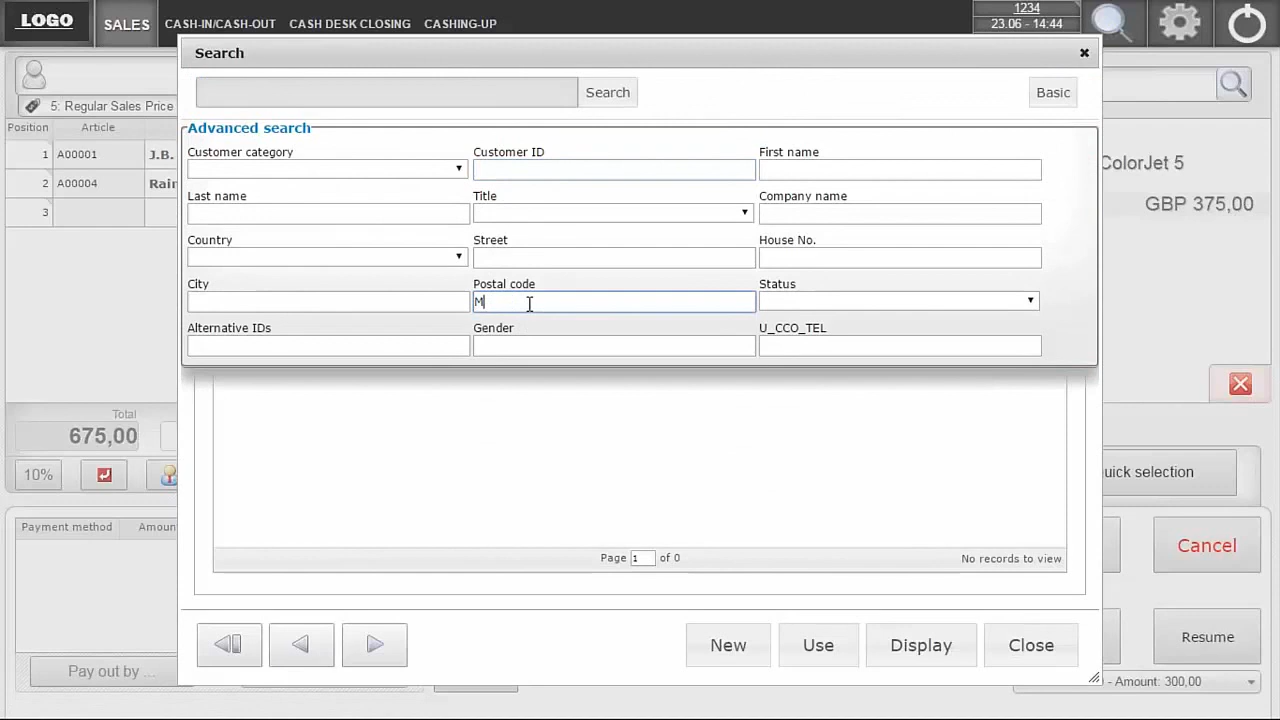 LOGO SALES CASH-IN/CASH-OUT CASH DESK CLOSING CASHING-UP 1234
23.06 - 14:44
Search
5: Regular Sales Price
Search Basic
Position Article
Advanced search
Customer category Customer ID First name
1 A00001 J.B.
ColorJet 5
2 A00004
Last name Title Company name
GBP 375,00
3
Country Street House No.
City Postal code Status
M
Alternative IDs Gender U_CCO_TEL
Total
675,00
10%
uick selection
Payment method Amoun
Page 1 of 0 No records to view
Cancel
New Use Display Close
Resume
Pay out by ...
- Amount: 300,00